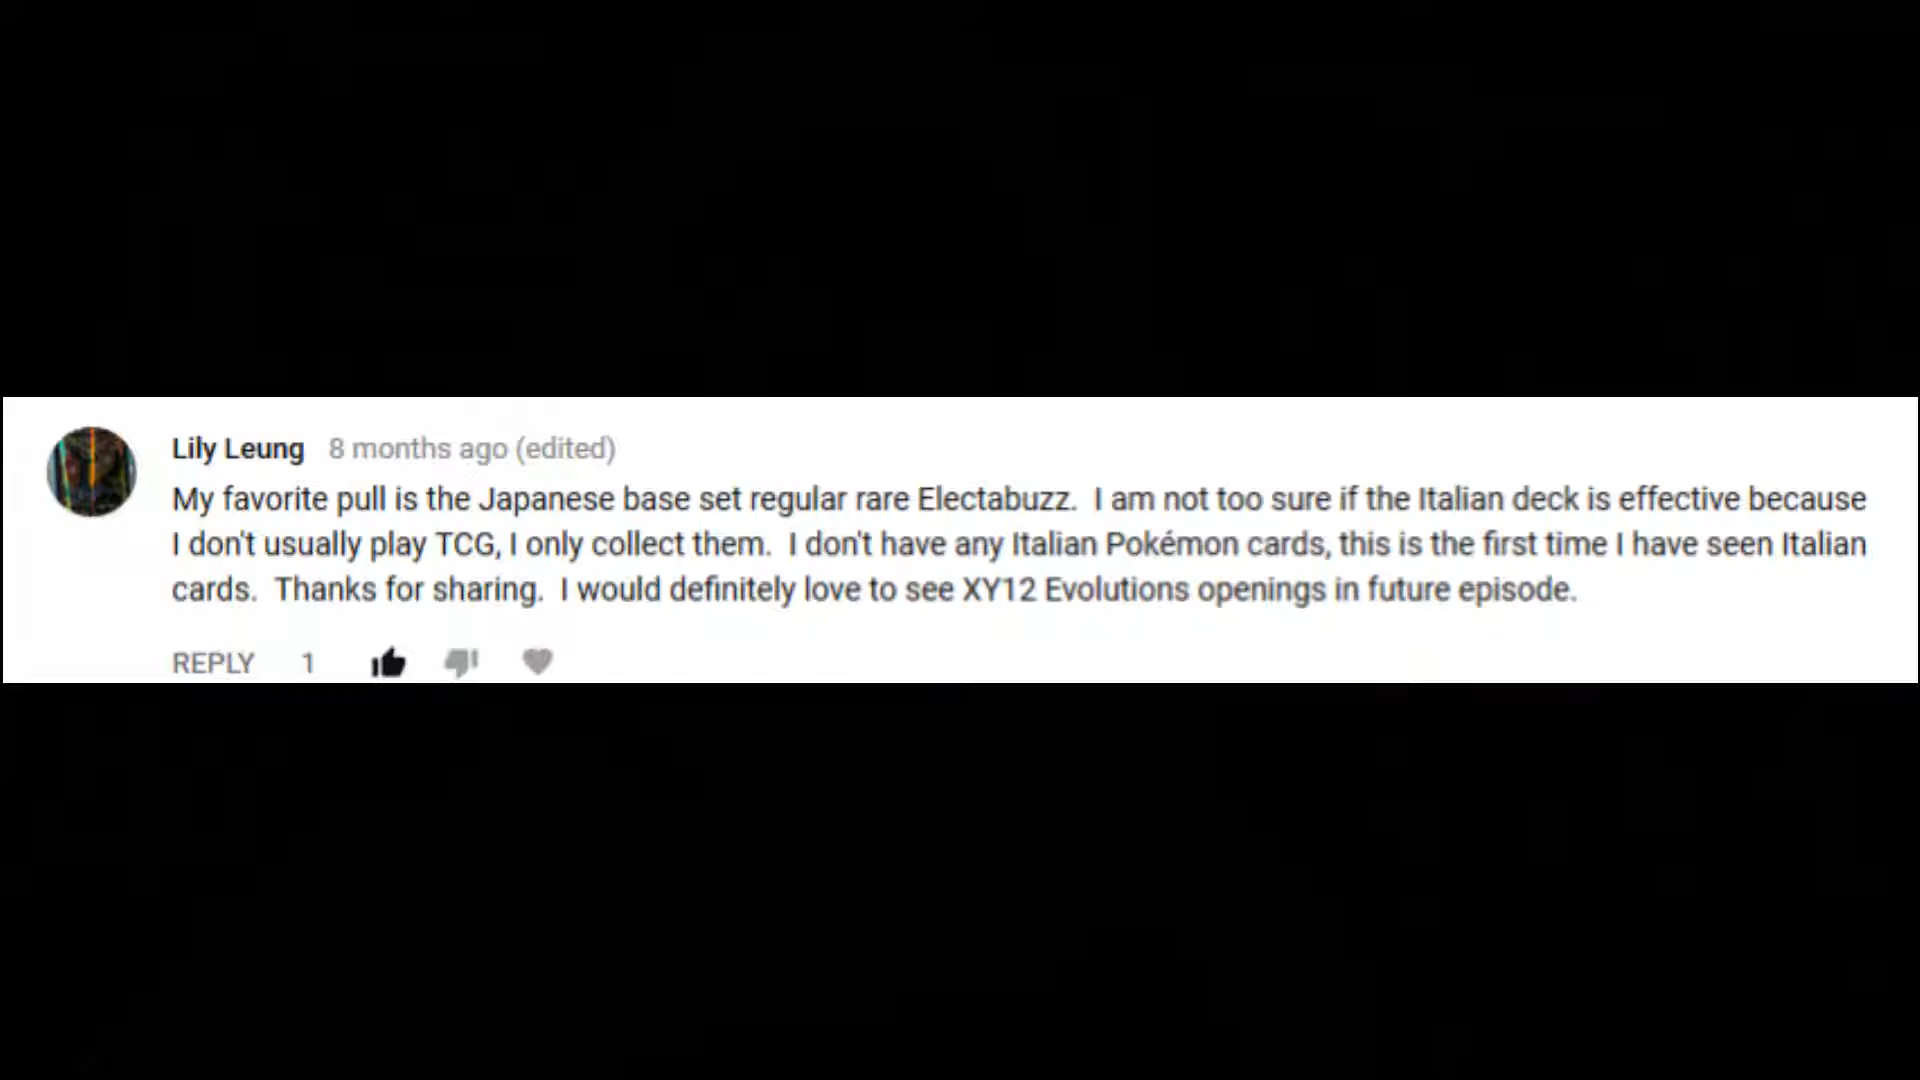 Lily Leung 8 months ago (edited)
My favorite pull is the Japanese base set regular rare Electabuzz.  I am not too sure if the Italian deck is effective because
I don't usually play TCG, I only collect them.  I don't have any Italian Pokémon cards, this is the first time I have seen Italian
cards.  Thanks for sharing.  I would definitely love to see XY12 Evolutions openings in future episode.
REPLY 1